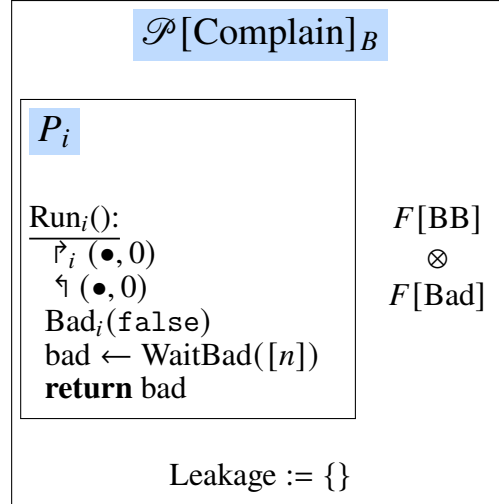 𝒫[Complain]_B
P_i
Run_i():
↱_i (•, 0)
↰ (•, 0)
Bad_i(false)
bad ← WaitBad([n])
return bad
F[BB]
⊗
F[Bad]
Leakage := {}